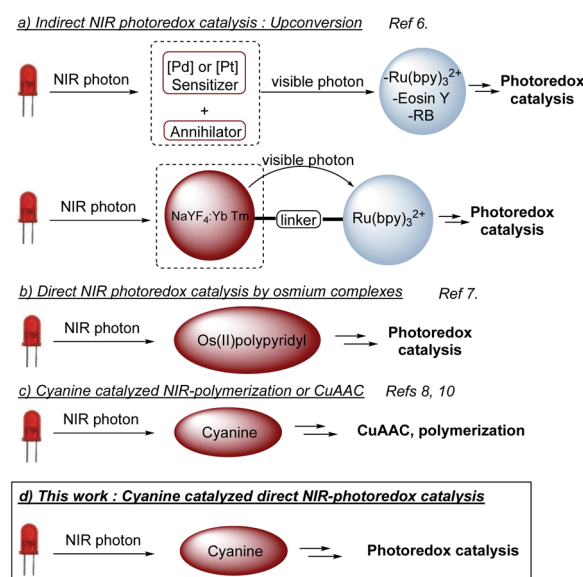 a) Indirect NIR photoredox catalysis : Upconversion Ref 6.
NIR photon
[Pd] or [Pt]
Sensitizer
+
Annihilator
visible photon
-Ru(bpy)₃²⁺
-Eosin Y
-RB
Photoredox
catalysis
NIR photon
NaYF₄:Yb Tm
visible photon
linker
Ru(bpy)₃²⁺
Photoredox
catalysis
b) Direct NIR photoredox catalysis by osmium complexes Ref 7.
NIR photon
Os(II)polypyridyl
Photoredox
catalysis
c) Cyanine catalyzed NIR-polymerization or CuAAC Refs 8, 10
NIR photon
Cyanine
CuAAC, polymerization
d) This work : Cyanine catalyzed direct NIR-photoredox catalysis
NIR photon
Cyanine
Photoredox catalysis